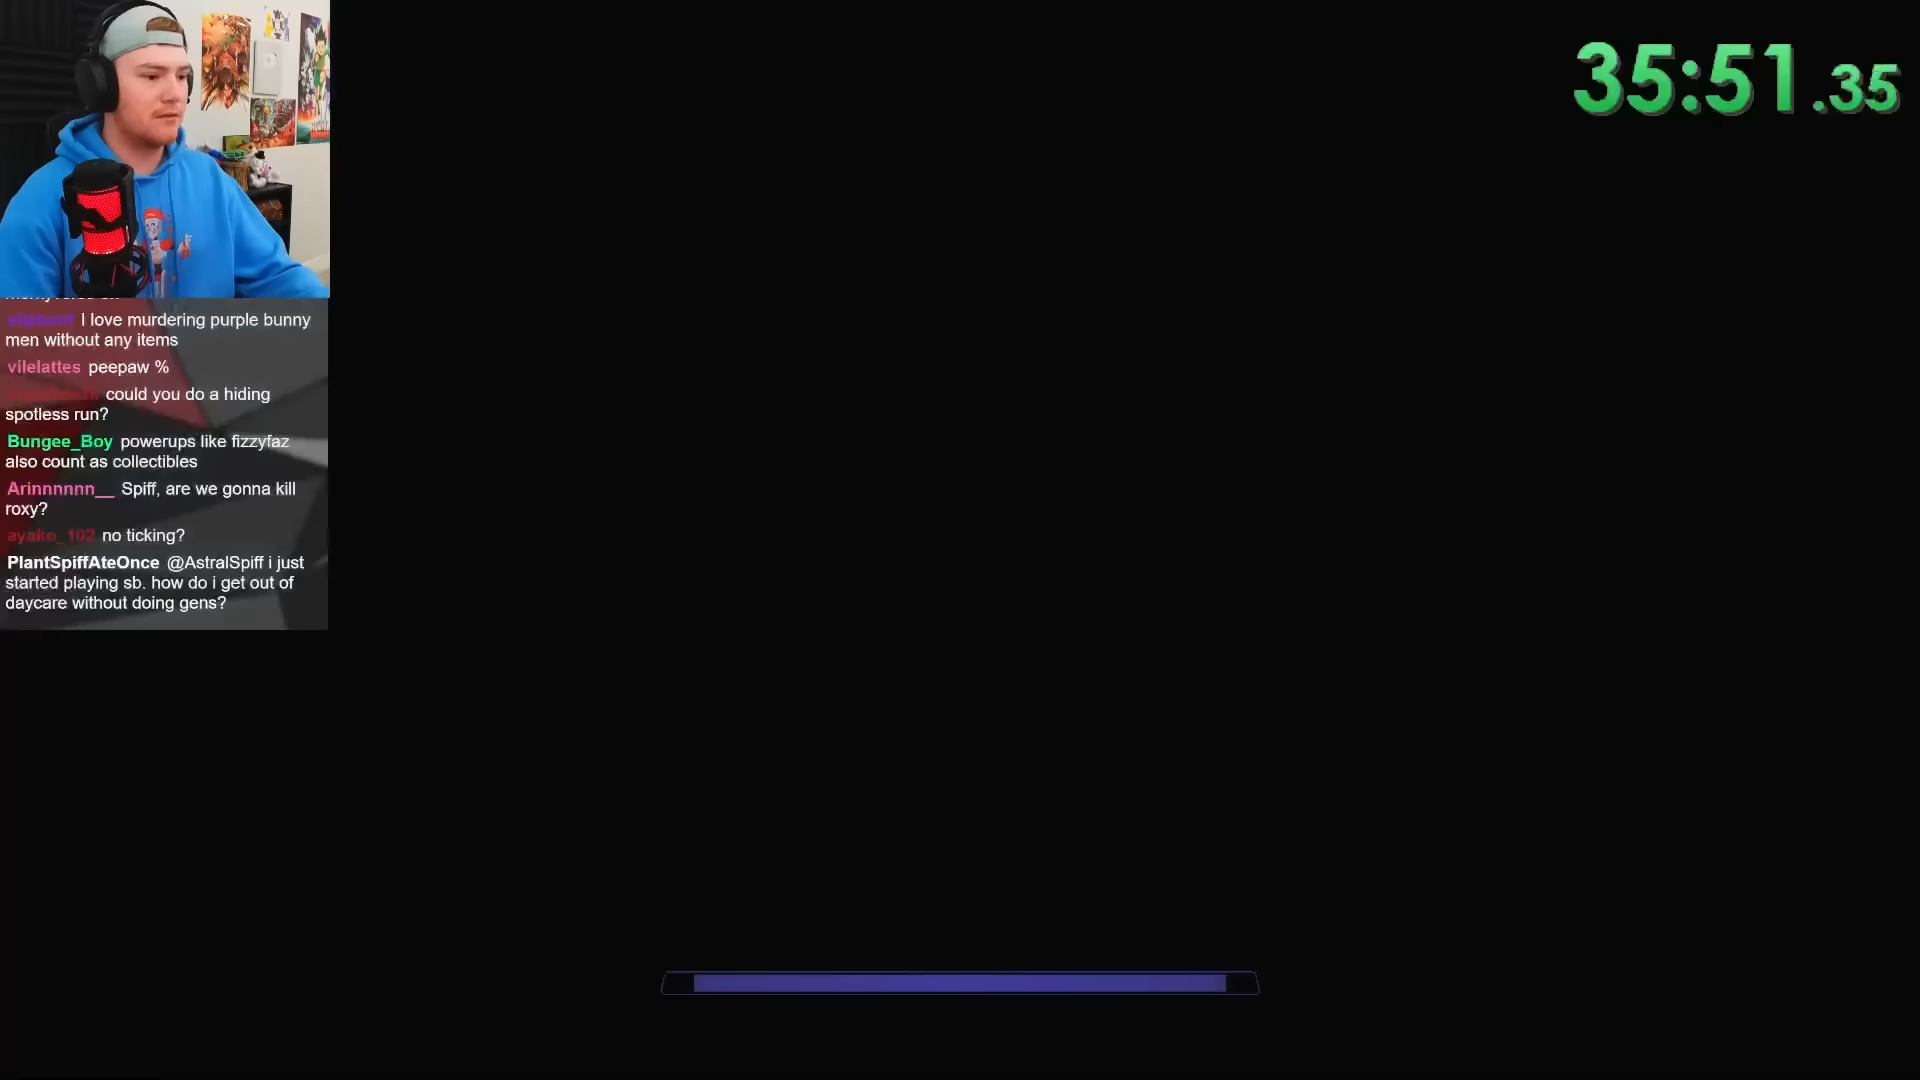 35:51.35
I love murdering purple bunny
men without any items
vilelattes peepaw %
could you do a hiding
spotless run?
Bungee_Boy powerups like fizzyfaz
also count as collectibles
Arinnnnnn__ Spiff, are we gonna kill
roxy?
ayako_102 no ticking?
PlantSpiffAteOnce @AstralSpiff i just
started playing sb. how do i get out of
daycare without doing gens?